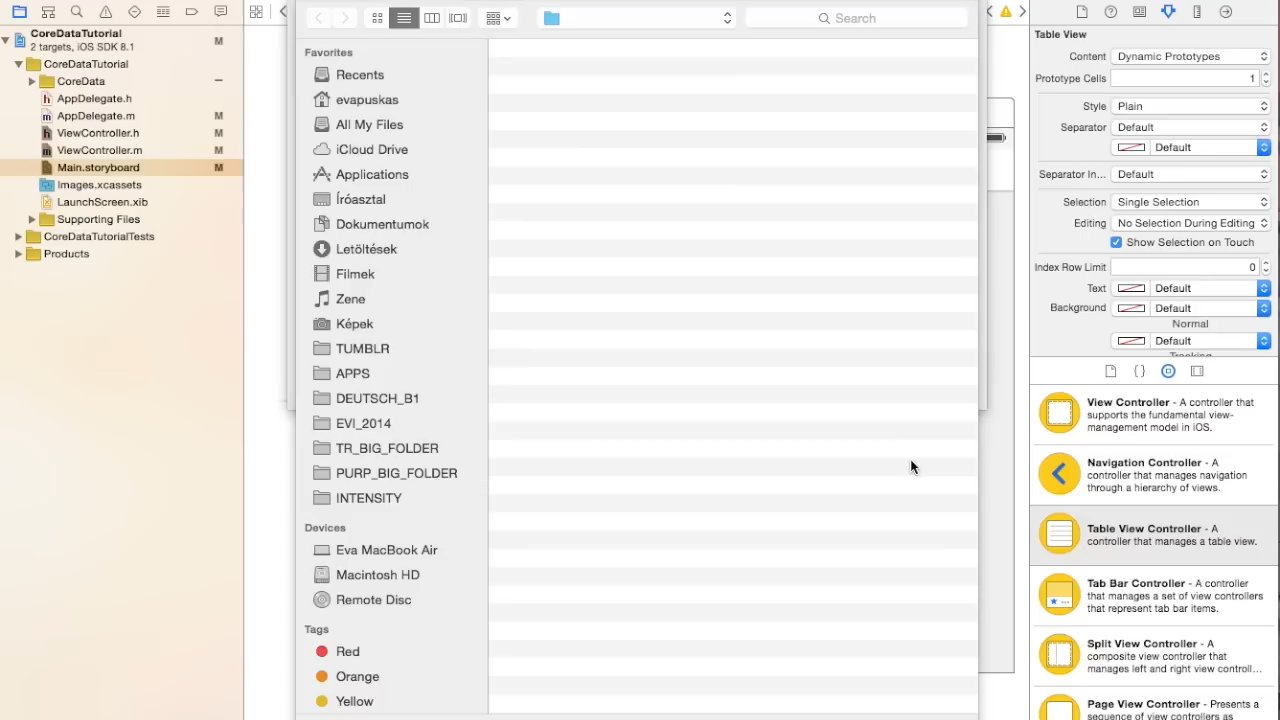 CoreDataTutorial
2 targets, iOS SDK 8.1
M
CoreDataTutorial
CoreData
AppDelegate.h
AppDelegate.m
M
ViewController.h
M
ViewController.m
M
Main.storyboard
M
Images.xcassets
LaunchScreen.xib
Supporting Files
CoreDataTutorialTests
Products
Search
Favorites
Recents
evapuskas
All My Files
iCloud Drive
Applications
Íróasztal
Dokumentumok
Letöltések
Filmek
Zene
Képek
TUMBLR
APPS
DEUTSCH_B1
EVI_2014
TR_BIG_FOLDER
PURP_BIG_FOLDER
INTENSITY
Devices
Eva MacBook Air
Macintosh HD
Remote Disc
Tags
Red
Orange
Yellow
Table View
Content Dynamic Prototypes
Prototype Cells 1
Style Plain
Separator Default
Default
Separator In... Default
Selection Single Selection
Editing No Selection During Editing
Show Selection on Touch
Index Row Limit 0
Text Default
Background Default
Normal
Default
Tracking
View Controller - A controller that
supports the fundamental view-
management model in iOS.
Navigation Controller - A
controller that manages navigation
through a hierarchy of views.
Table View Controller - A
controller that manages a table view.
Tab Bar Controller - A controller
that manages a set of view controllers
that represent tab bar items.
Split View Controller - A
composite view controller that
manages left and right view controll...
Page View Controller - Presents a
sequence of view controllers as